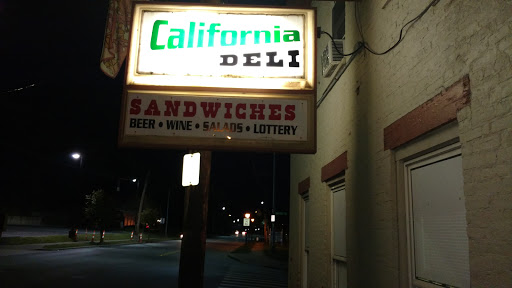 California
DELI
SANDWICHES
BEER • WINE • SALADS • LOTTERY